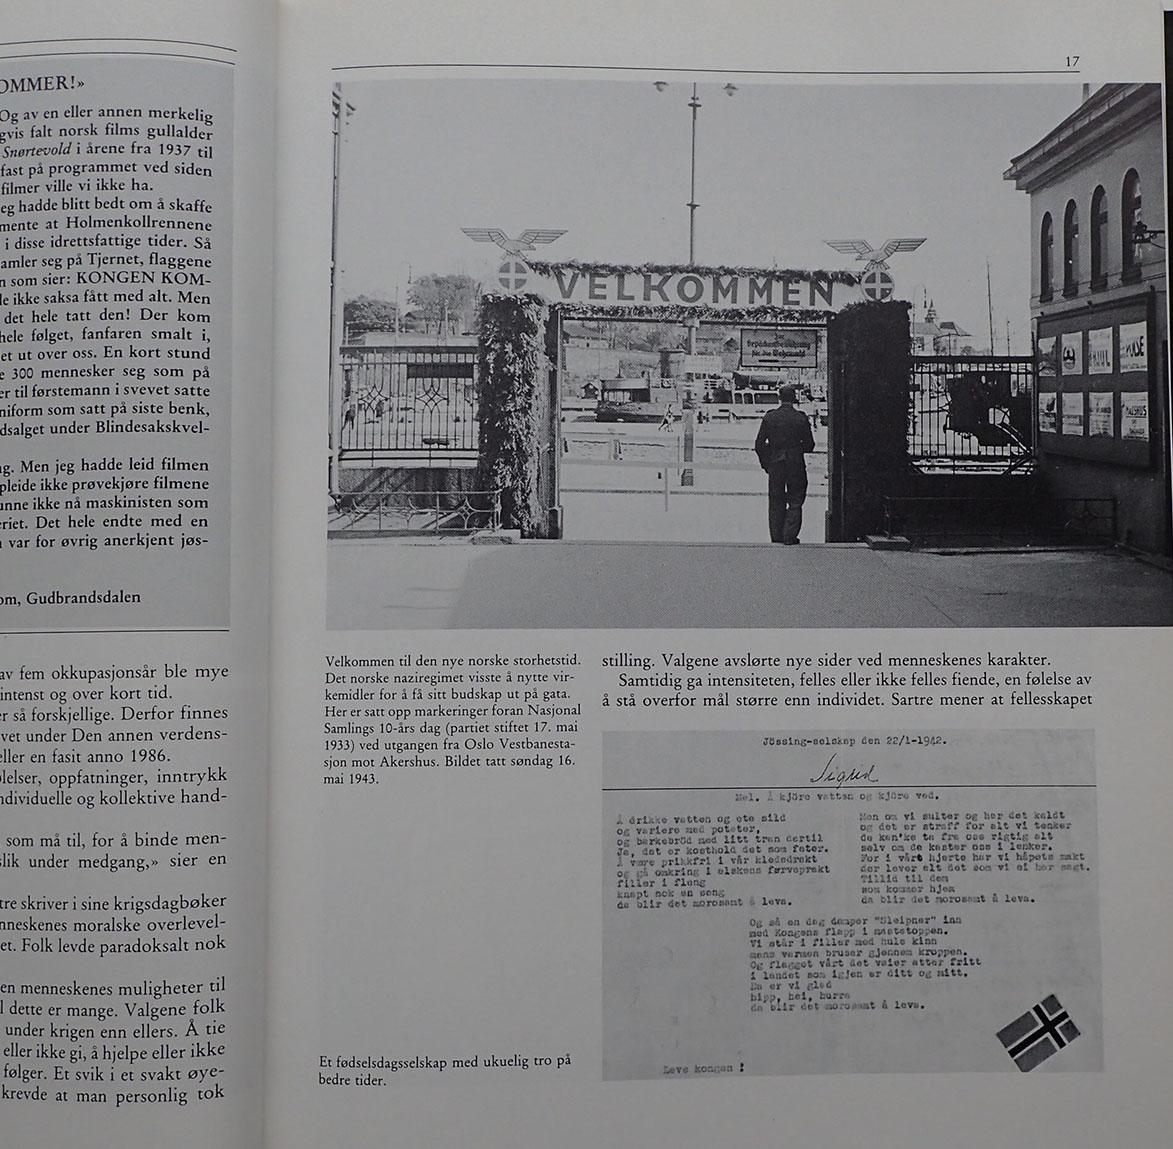 OMMER!»
Og av en eller annen merkelig
gvis falt norsk films gullalder
Snørtevold i årene fra 1937 til
fast på programmet ved siden
filmer ville vi ikke ha.
eg hadde blitt bedt om å skaffe
mente at Holmenkollrennene
i disse idrettsfattige tider. Så
amler seg på Tjernet, flaggene
n som sier: KONGEN KOM-
le ikke saksa fått med alt. Men
det hele tatt den! Der kom
hele følget, fanfaren smalt i,
et ut over oss. En kort stund
e 300 mennesker seg som på
er til førstemann i svevet satte
niform som satt på siste benk,
dsalget under Blindesakskvel-
ng. Men jeg hadde leid filmen
pleide ikke prøvekjøre filmene
unne ikke nå maskinisten som
eriet. Det hele endte med en
var for øvrig anerkjent jøs-
om, Gudbrandsdalen
av fem okkupasjonsår ble mye
intenst og over kort tid.
er så forskjellige. Derfor finnes
vet under Den annen verdens-
eller en fasit anno 1986.
lelser, oppfatninger, inntrykk
ndividuelle og kollektive hand-
som må til, for å binde men-
slik under medgang,» sier en
tre skriver i sine krigsdagbøker
nneskenes moralske overlevel-
et. Folk levde paradoksalt nok
en menneskenes muligheter til
l dette er mange. Valgene folk
under krigen enn ellers. Å tie
eller ikke gi, å hjelpe eller ikke
følger. Et svik i et svakt øye-
krevde at man personlig tok
17
VELKOMMEN
Zur
für die Wehrmacht
Velkommen til den nye norske storhetstid.
Det norske naziregimet visste å nytte vir-
kemidler for å få sitt budskap ut på gata.
Her er satt opp markeringer foran Nasjonal
Samlings 10-års dag (partiet stiftet 17. mai
1933) ved utgangen fra Oslo Vestbanesta-
sjon mot Akershus. Bildet tatt søndag 16.
mai 1943.
stilling. Valgene avslørte nye sider ved menneskenes karakter.
Samtidig ga intensiteten, felles eller ikke felles fiende, en følelse av
å stå overfor mål større enn individet. Sartre mener at fellesskapet
Jössing-selskap den 22/1-1942.
Sigrid
Mel. Å kjöre vatten og kjöre ved.
Å drikke vatten og ete sild
og variere med poteter,
og barkebröd med litt tran dertil
Ja, det er kosthold det som feter.
Å være prikkfri i vår klesdrakt
og gå omkring i elskens førveprakt
filler i fleng
knapt nok en seng
da blir det morosamt å leva.
Men om vi sulter og har det kaldt
og det er straff for alt vi tenker
de kan'ke ta fra oss rigtig alt
selv om de kaster oss i lenker.
For i vårt hjerte har vi håpets makt
der lever alt det som vi ei har sagt.
Tillid til dem
som kommer hjem
da blir det morosamt å leva.
Og så en dag damper "Sleipner" inn
med Kongens flagg i mastetoppen.
Vi står i filler med hule kinn
mens varmen bruser gjennem kroppen.
Og flagget vårt det vaier atter fritt
i landet som igjen er ditt og mitt.
Da er vi glad
hipp, hei, hurra
da blir det morosamt å leva.
Leve kongen !
Et fødselsdagsselskap med ukuelig tro på
bedre tider.